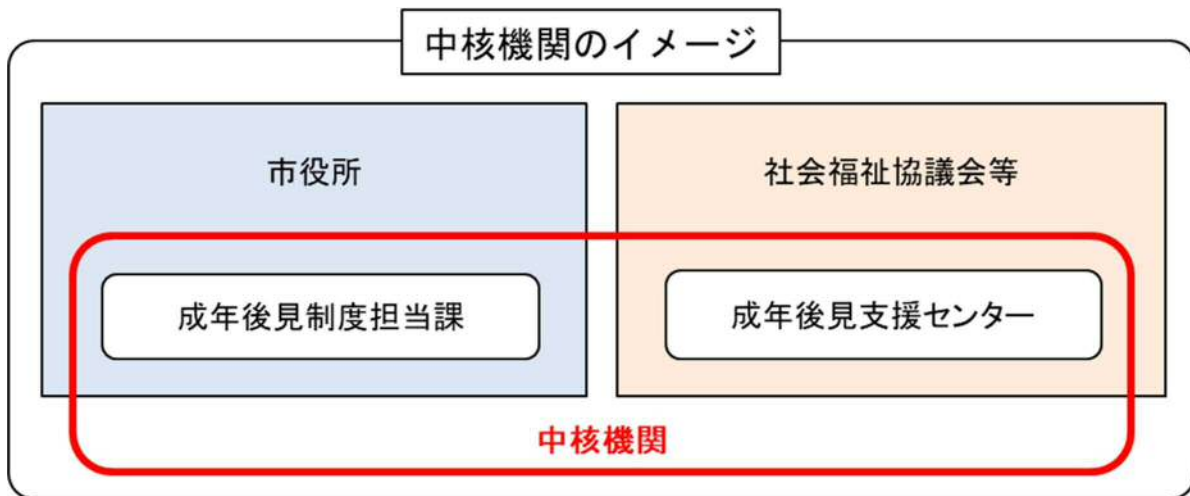 中核機関のイメージ
市役所
社会福祉協議会等
成年後見制度担当課
成年後見支援センター
中核機関